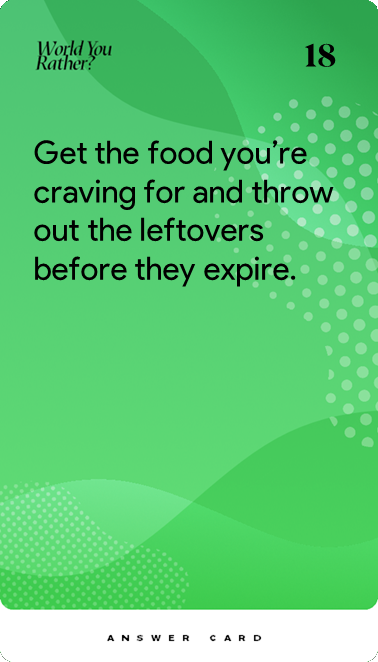 World You
Rather?
18
Get the food you’re
craving for and throw
out the leftovers
before they expire.
ANSWER CARD